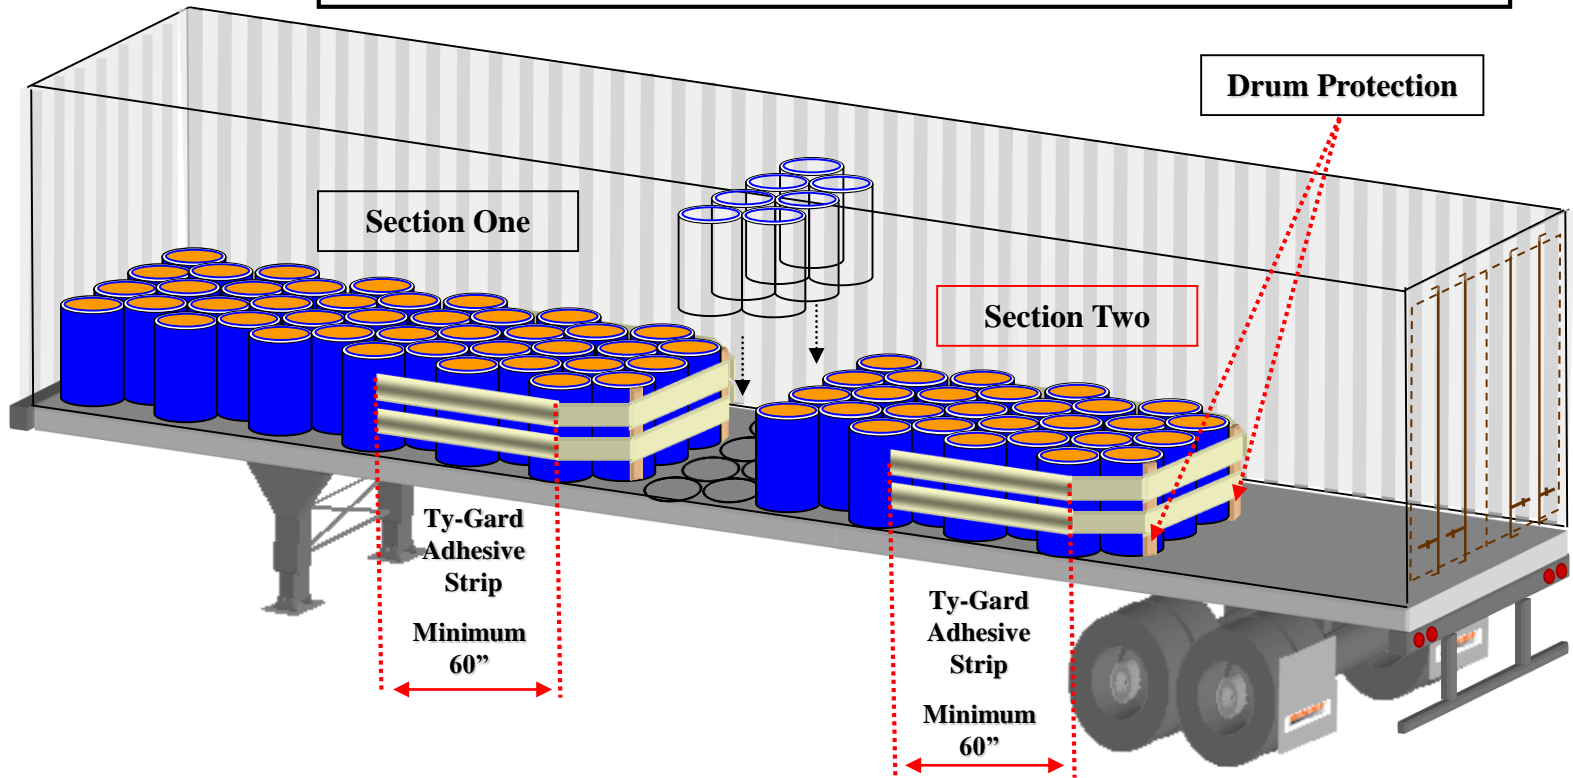 Drum Protection
Section One
Section Two
Ty-Gard
Adhesive
Strip
Minimum
60”
Ty-Gard
Adhesive
Strip
Minimum
60”